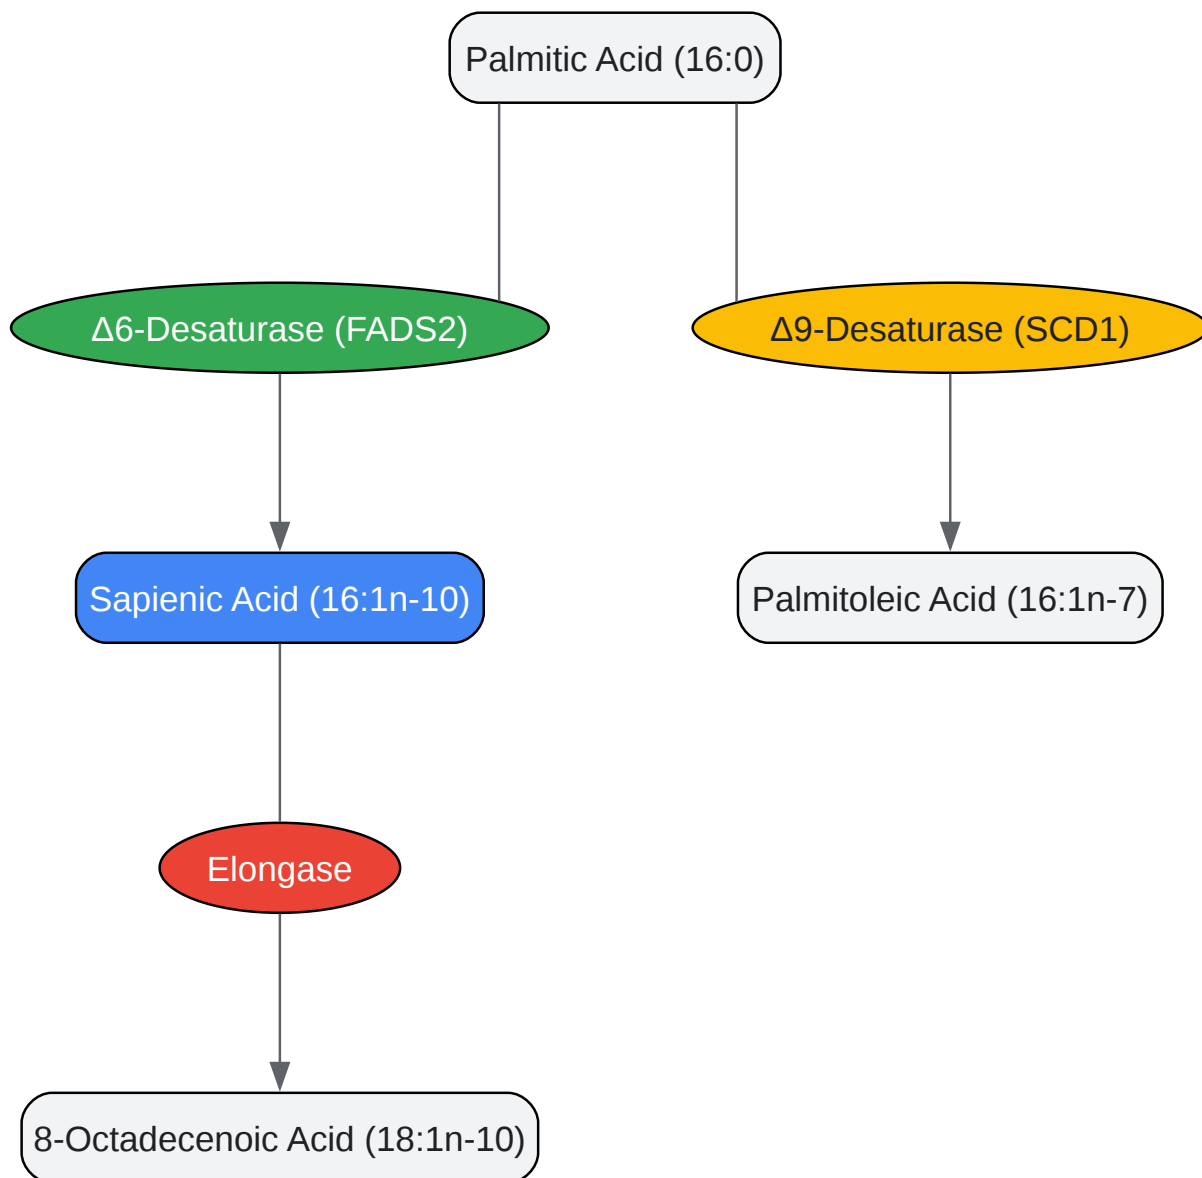 Palmitic Acid (16:0)
Δ6-Desaturase (FADS2)
Δ9-Desaturase (SCD1)
Sapienic Acid (16:1n-10)
Palmitoleic Acid (16:1n-7)
Elongase
8-Octadecenoic Acid (18:1n-10)